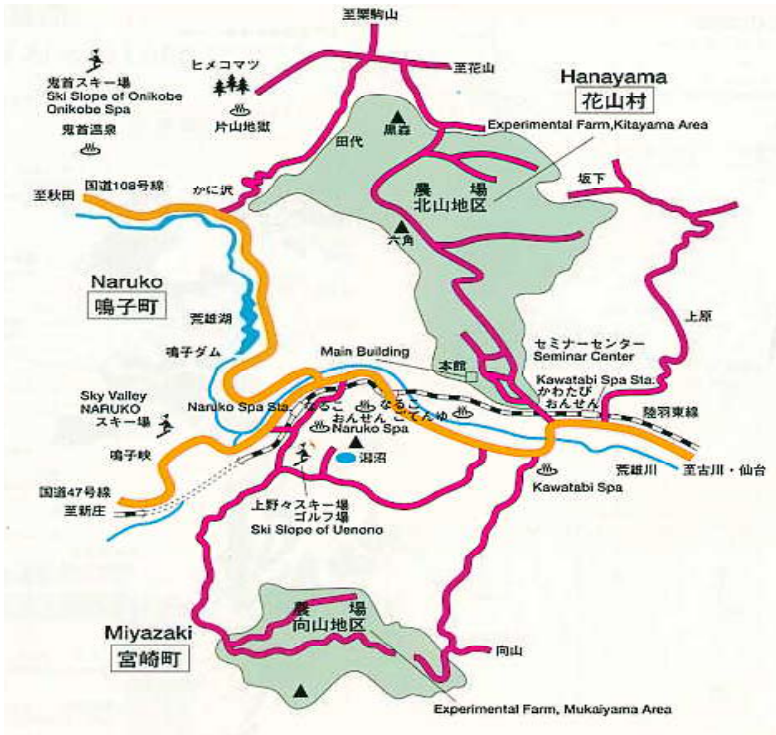 至栗駒山
ヒメコマツ
至花山
鬼首スキー場
Ski Slope of Onikobe
Onikobe Spa
鬼首温泉
片山地獄
Hanayama
花山村
田代
黒森
Experimental Farm,Kitayama Area
至秋田
国道108号線
かに沢
農場
北山地区
坂下
六角
Naruko
鳴子町
荒雄湖
上原
鳴子ダム
Main Building
本館
セミナーセンター
Seminar Center
Kawatabi Spa Sta.
かわたび
おんせん
陸羽東線
Sky Valley
NARUKO
スキー場
Naruko Spa Sta.
なるこ
おんせん
なるこ
ごてんゆ
Naruko Spa
鳴子峡
潟沼
荒雄川
至古川・仙台
Kawatabi Spa
国道47号線
至新庄
上野々スキー場
ゴルフ場
Ski Slope of Uenono
農場
向山地区
Miyazaki
宮崎町
向山
Experimental Farm, Mukaiyama Area